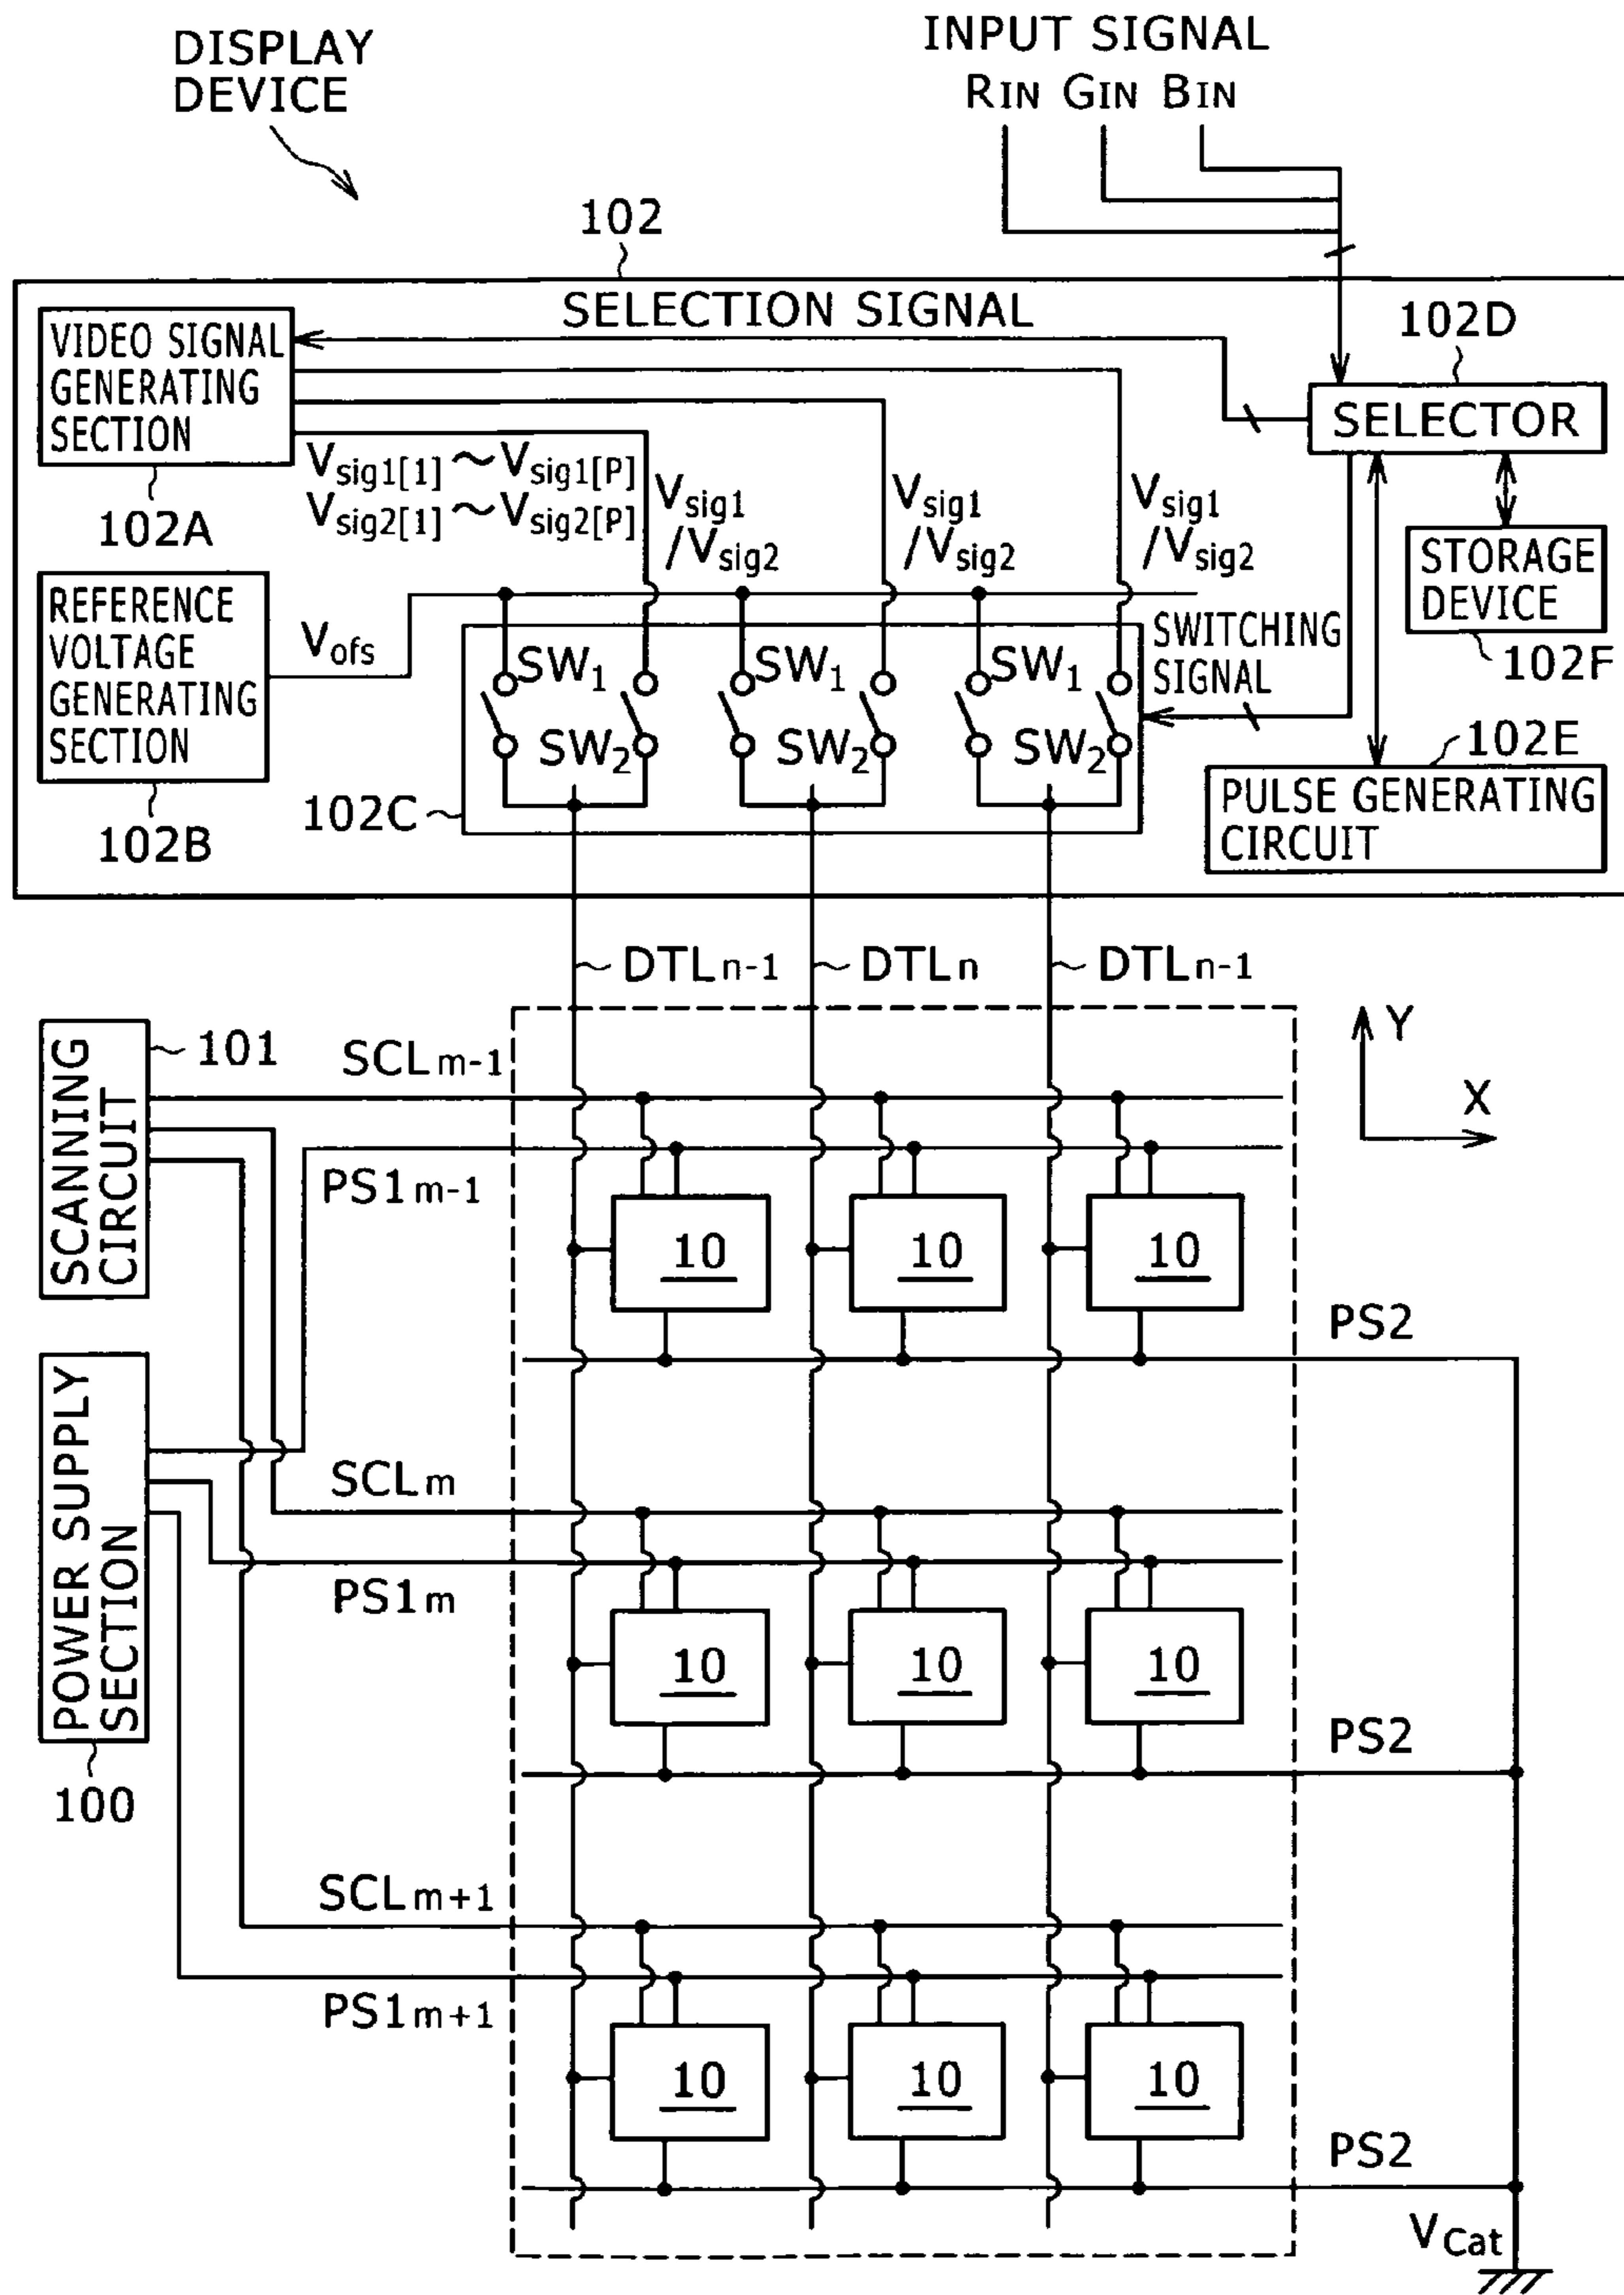 DISPLAY
DEVICE
INPUT SIGNAL
RIN GIN BIN
102
SELECTION SIGNAL
VIDEO SIGNAL
GENERATING
SECTION
102A
102D
SELECTOR
Vsig1[1]~Vsig1[P]
Vsig2[1]~Vsig2[P]
Vsig1
/Vsig2
Vsig1
/Vsig2
Vsig1
/Vsig2
STORAGE
DEVICE
102F
REFERENCE
VOLTAGE
GENERATING
SECTION
102B
Vofs
SWITCHING
SIGNAL
SW1
SW1
SW1
SW2
SW2
SW2
102C
102E
PULSE GENERATING
CIRCUIT
DTLn-1
DTLn
DTLn-1
SCANNING
CIRCUIT
101
SCLm-1
Y
X
PS1m-1
10
10
10
PS2
POWER SUPPLY
SECTION
100
SCLm
PS1m
10
10
10
PS2
SCLm+1
PS1m+1
10
10
10
PS2
VCat